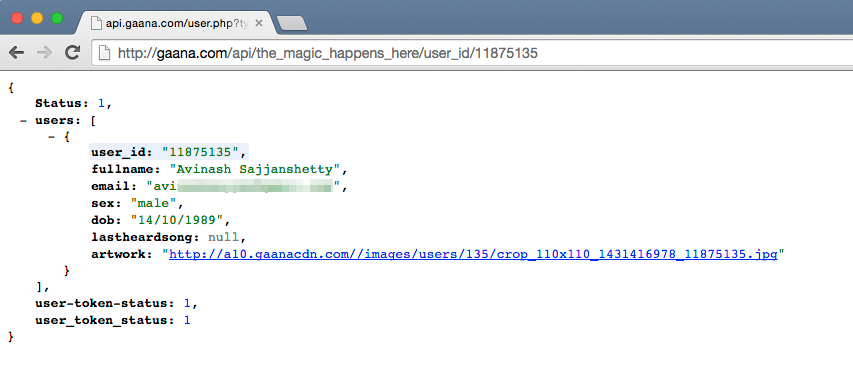 api.gaana.com/user.php?ty
http://gaana.com/api/the_magic_happens_here/user_id/11875135
{
Status: 1,
- users: [
- {
user_id: "11875135",
fullname: "Avinash Sajjanshetty",
email: "avi",
sex: "male",
dob: "14/10/1989",
lastheardsong: null,
artwork: "http://a10.gaanacdn.com//images/users/135/crop_110x110_1431416978_11875135.jpg"
}
],
user-token-status: 1,
user_token_status: 1
}